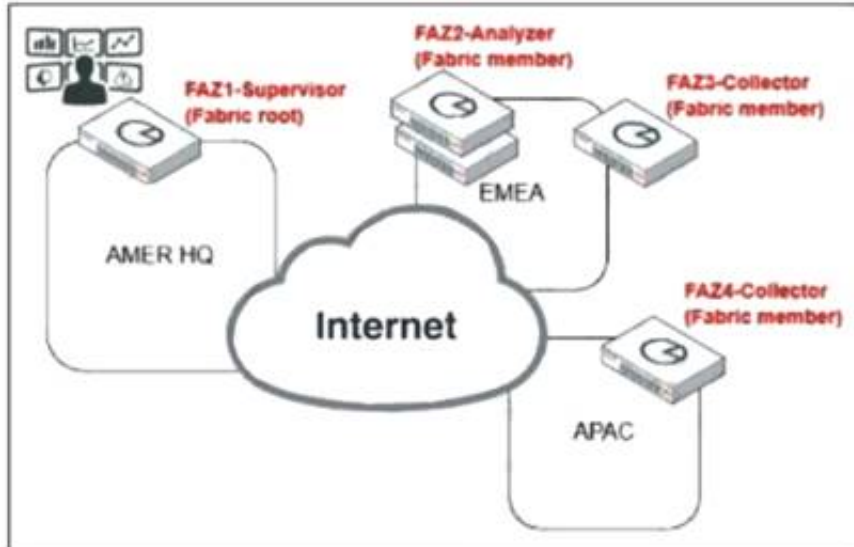 FAZ1-Supervisor
(Fabric root)
FAZ2-Analyzer
(Fabric member)
FAZ3-Collector
(Fabric member)
EMEA
AMER HQ
Internet
FAZ4-Collector
(Fabric member)
APAC